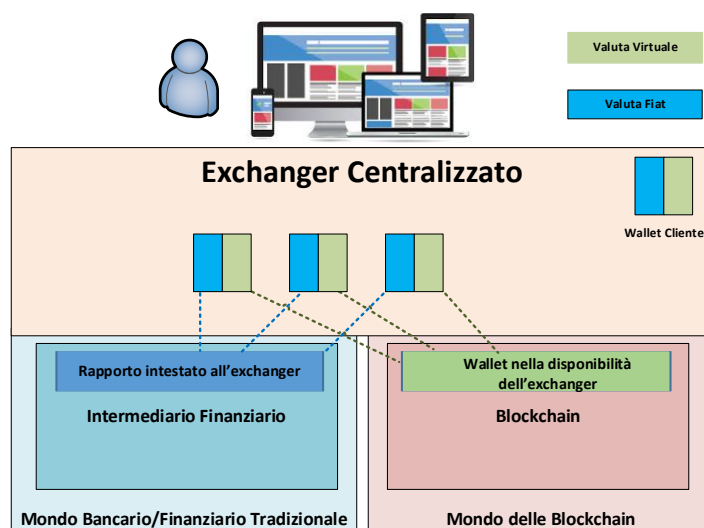 Valuta Virtuale
Valuta Fiat
Exchanger Centralizzato
Wallet Cliente
Rapporto intestato all’exchanger
Wallet nella disponibilità
dell’exchanger
Intermediario Finanziario
Blockchain
Mondo Bancario/Finanziario Tradizionale
Mondo delle Blockchain